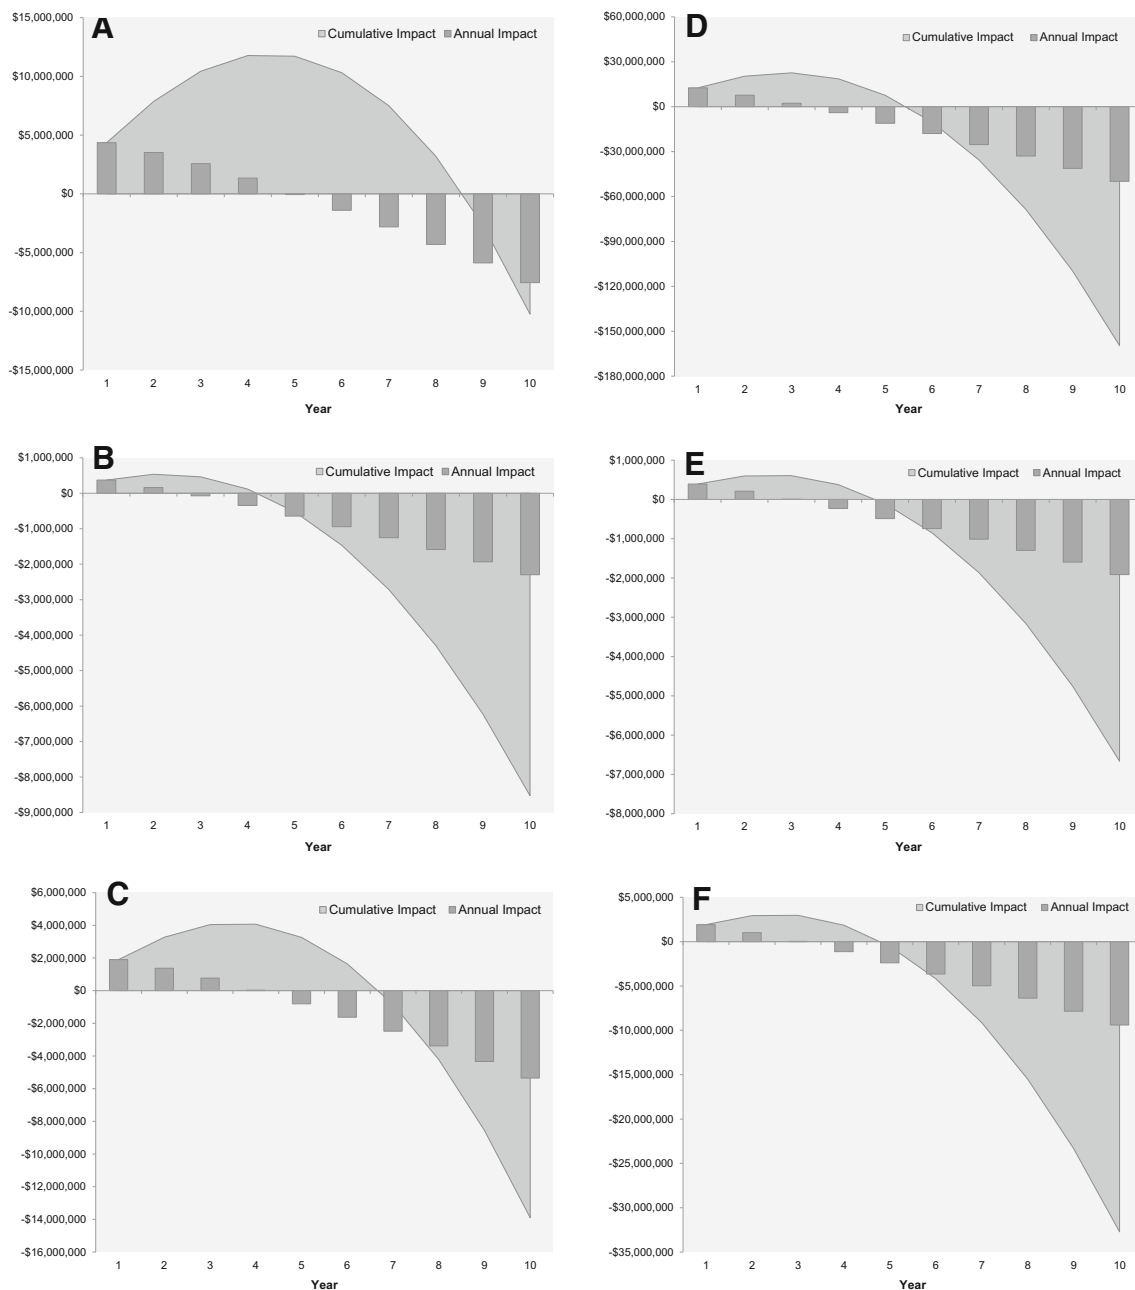 A
Cumulative Impact Annual Impact
$15,000,000
$10,000,000
$5,000,000
$0
-$5,000,000
-$10,000,000
-$15,000,000
1 2 3 4 5 6 7 8 9 10
Year
D
Cumulative Impact Annual Impact
$60,000,000
$30,000,000
$0
-$30,000,000
-$60,000,000
-$90,000,000
-$120,000,000
-$150,000,000
-$180,000,000
1 2 3 4 5 6 7 8 9 10
Year
B
Cumulative Impact Annual Impact
$1,000,000
$0
-$1,000,000
-$2,000,000
-$3,000,000
-$4,000,000
-$5,000,000
-$6,000,000
-$7,000,000
-$8,000,000
-$9,000,000
1 2 3 4 5 6 7 8 9 10
Year
E
Cumulative Impact Annual Impact
$1,000,000
$0
-$1,000,000
-$2,000,000
-$3,000,000
-$4,000,000
-$5,000,000
-$6,000,000
-$7,000,000
-$8,000,000
1 2 3 4 5 6 7 8 9 10
Year
C
Cumulative Impact Annual Impact
$6,000,000
$4,000,000
$2,000,000
$0
-$2,000,000
-$4,000,000
-$6,000,000
-$8,000,000
-$10,000,000
-$12,000,000
-$14,000,000
-$16,000,000
1 2 3 4 5 6 7 8 9 10
Year
F
Cumulative Impact Annual Impact
$5,000,000
$0
-$5,000,000
-$10,000,000
-$15,000,000
-$20,000,000
-$25,000,000
-$30,000,000
-$35,000,000
1 2 3 4 5 6 7 8 9 10
Year